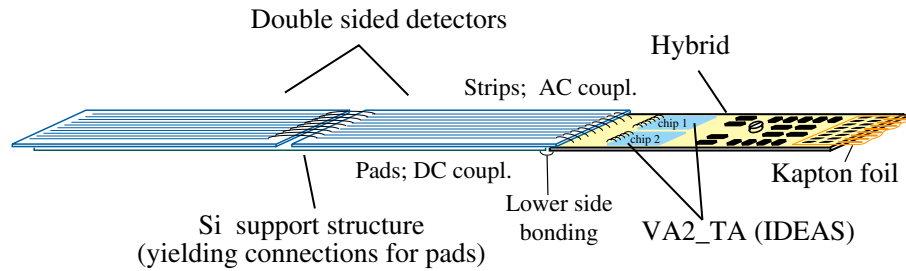 Double sided detectors
Hybrid
Strips; AC coupl.
chip 1
chip 2
Pads; DC coupl.
Kapton foil
Lower side
bonding
Si support structure
(yielding connections for pads)
VA2_TA (IDEAS)